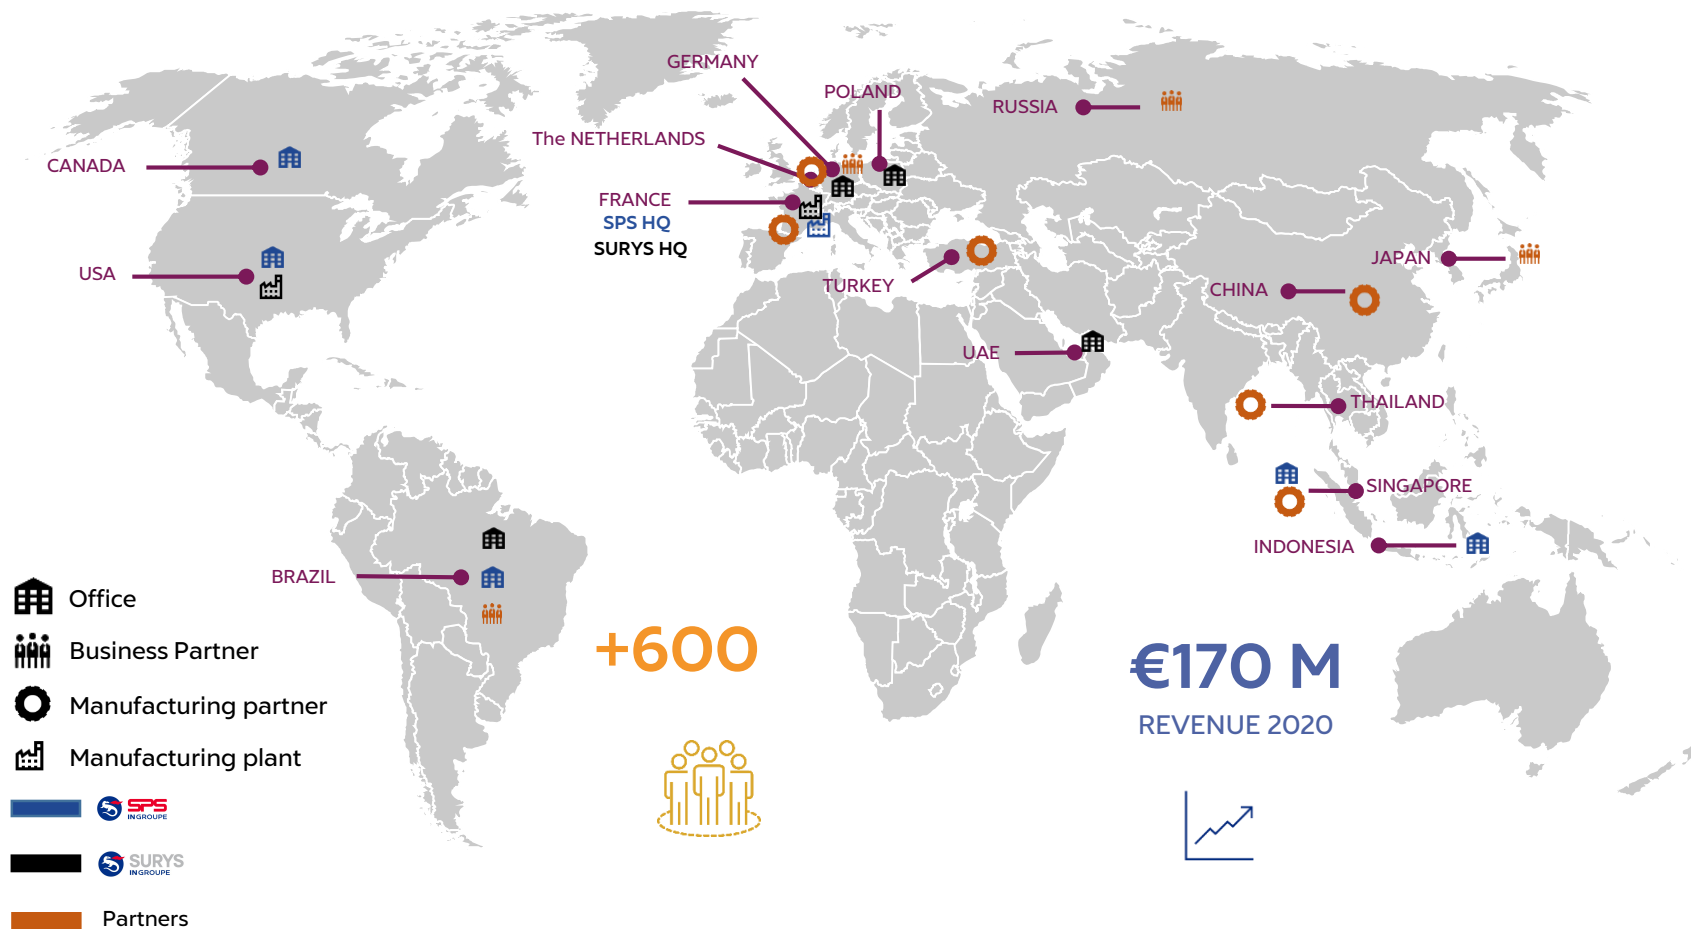 GERMANY
POLAND
RUSSIA
The NETHERLANDS
CANADA
FRANCE
SPS HQ
SURYS HQ
USA
TURKEY
JAPAN
CHINA
UAE
THAILAND
SINGAPORE
INDONESIA
BRAZIL
Office
Business Partner
Manufacturing partner
Manufacturing plant
SPS
INGROUPE
SURYS
INGROUPE
Partners
+600
€170 M
REVENUE 2020